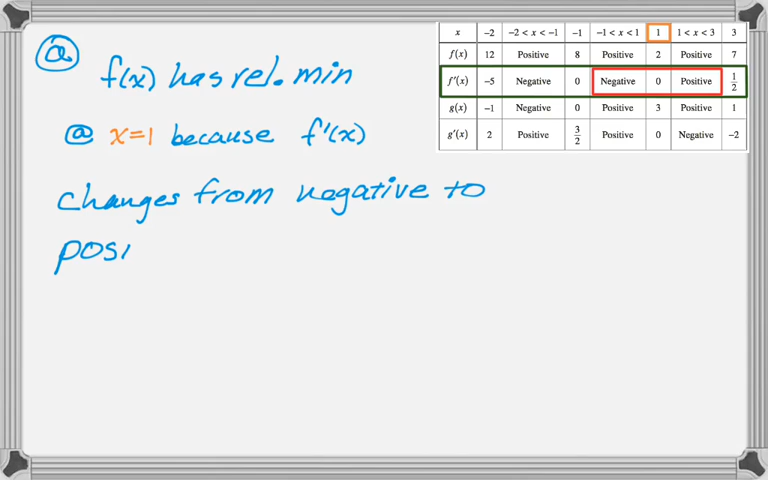 ⓐ
f(x) has rel. min
@ x=1 because f'(x)
changes from negative to
posi
x -2 -2 < x < -1 -1 -1 < x < 1 1 1 < x < 3 3
f(x) 12 Positive 8 Positive 2 Positive 7
f'(x) -5 Negative 0 Negative 0 Positive 1/2
g(x) -1 Negative 0 Positive 3 Positive 1
g'(x) 2 Positive 3/2 Positive 0 Negative -2